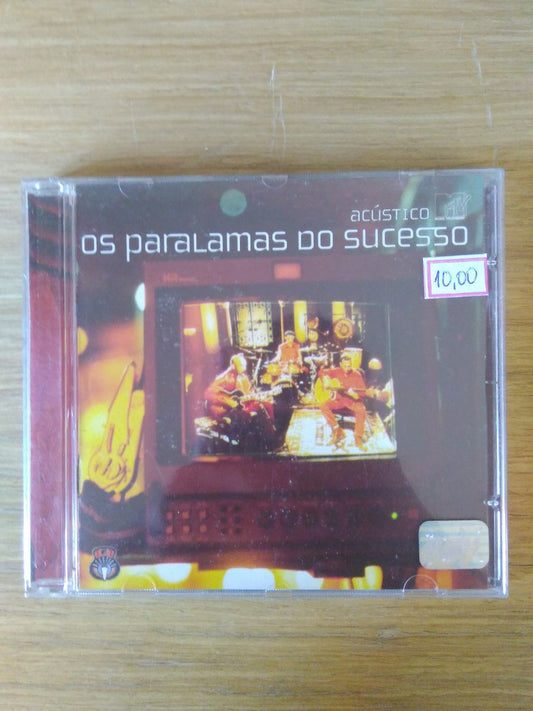 acústico MTV
os paralamas do sucesso
10,00